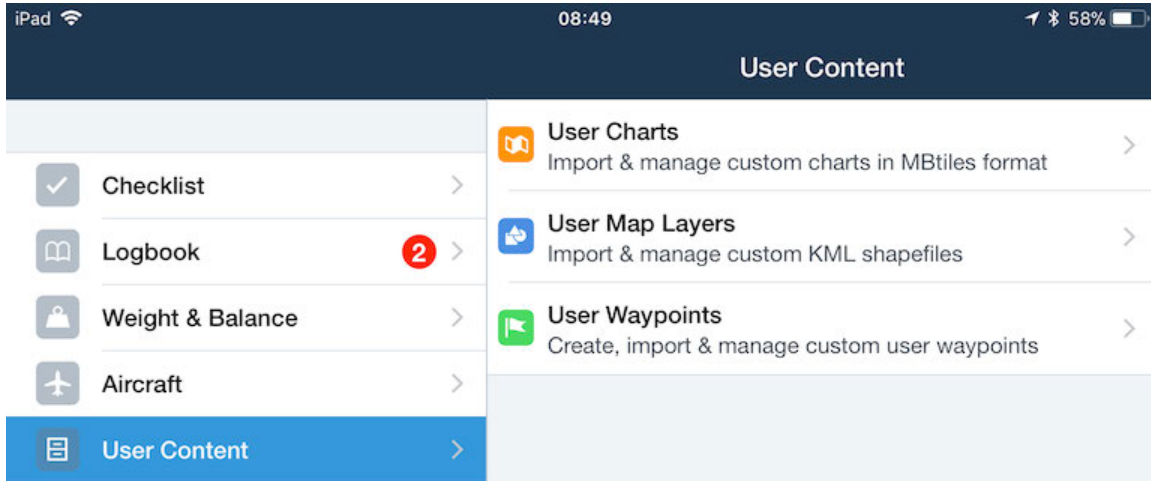 iPad
08:49
58%
User Content
Checklist
Logbook
2
Weight & Balance
Aircraft
User Content
User Charts
Import & manage custom charts in MBtiles format
User Map Layers
Import & manage custom KML shapefiles
User Waypoints
Create, import & manage custom user waypoints